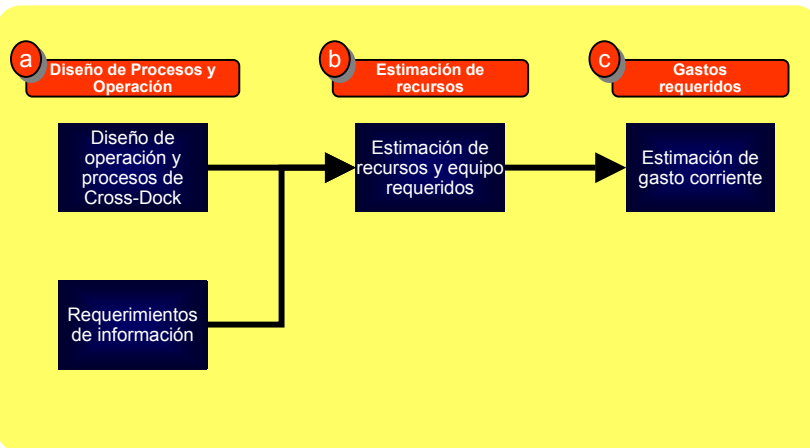 a
Diseño de Procesos y
Operación
b
Estimación de
recursos
c
Gastos
requeridos
Diseño de
operación y
procesos de
Cross-Dock
Estimación de
recursos y equipo
requeridos
Estimación de
gasto corriente
Requerimientos
de información